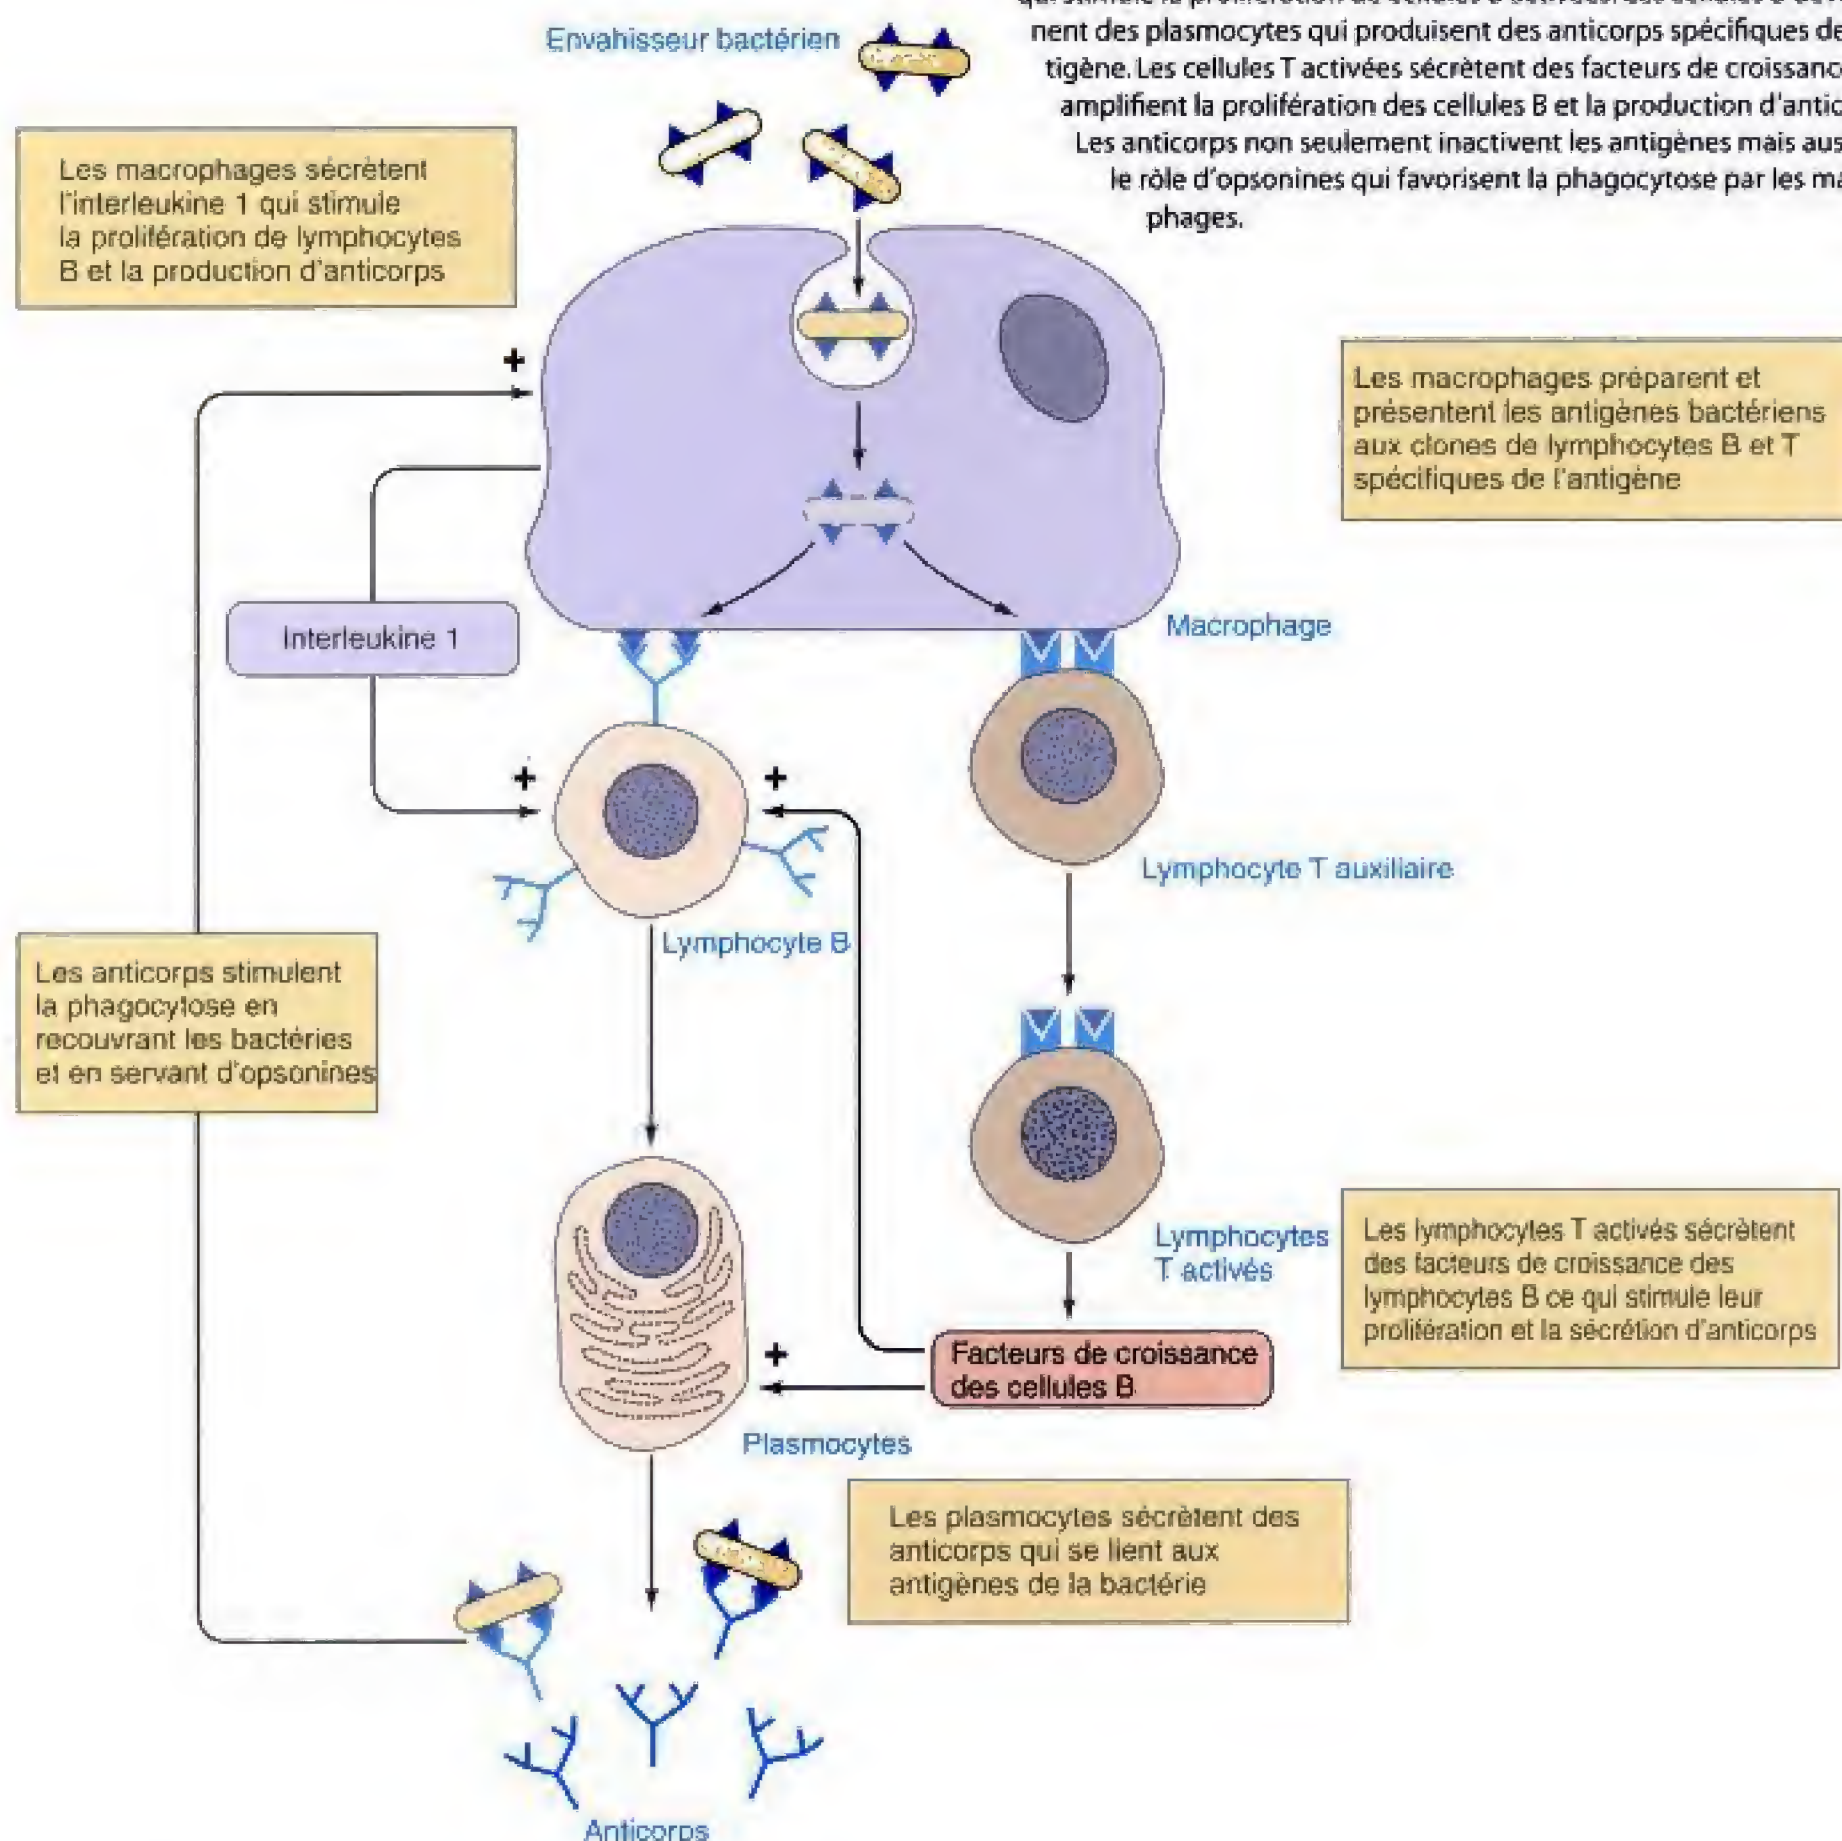 nent des plasmocytes qui produisent des anticorps spécifiques de
tigène. Les cellules T activées sécrètent des facteurs de croissance
amplifient la prolifération des cellules B et la production d'antic
Les anticorps non seulement inactivent les antigènes mais aus
le rôle d'opsonines qui favorisent la phagocytose par les ma
phages.
Envahisseur bactérien
Les macrophages sécrètent
l'interleukine 1 qui stimule
la prolifération de lymphocytes
B et la production d'anticorps
+
Les macrophages préparent et
présentent les antigènes bactériens
aux clones de lymphocytes B et T
spécifiques de l'antigène
Interleukine 1
Macrophage
+
+
Lymphocyte T auxiliaire
Lymphocyte B
Les anticorps stimulent
la phagocytose en
recouvrant les bactéries
et en servant d'opsonines
Lymphocytes
T activés
Les lymphocytes T activés sécrètent
des facteurs de croissance des
lymphocytes B ce qui stimule leur
prolifération et la sécrétion d'anticorps
+
Facteurs de croissance
des cellules B
Plasmocytes
Les plasmocytes sécrètent des
anticorps qui se lient aux
antigènes de la bactérie
Anticorps